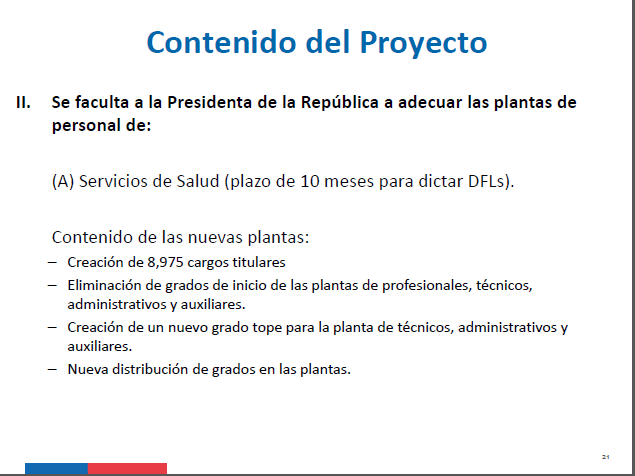 Contenido del Proyecto
II. Se faculta a la Presidenta de la República a adecuar las plantas de
personal de:
(A) Servicios de Salud (plazo de 10 meses para dictar DFLs).
Contenido de las nuevas plantas:
– Creación de 8,975 cargos titulares
– Eliminación de grados de inicio de las plantas de profesionales, técnicos,
administrativos y auxiliares.
– Creación de un nuevo grado tope para la planta de técnicos, administrativos y
auxiliares.
– Nueva distribución de grados en las plantas.
21